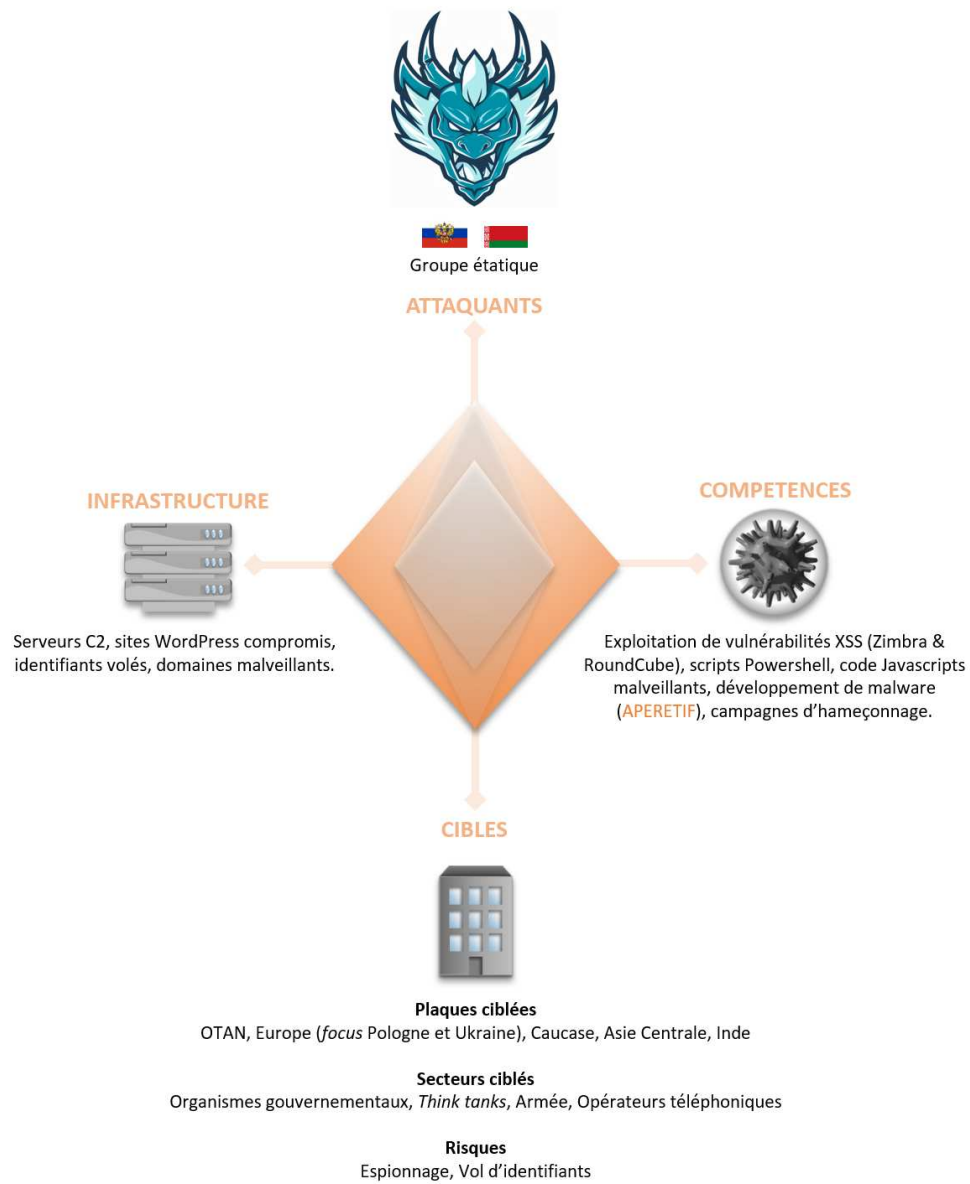 Groupe étatique
ATTAQUANTS
INFRASTRUCTURE
Serveurs C2, sites WordPress compromis,
identifiants volés, domaines malveillants.
COMPETENCES
Exploitation de vulnérabilités XSS (Zimbra &
RoundCube), scripts Powershell, code Javascripts
malveillants, développement de malware
(APERETIF), campagnes d’hameçonnage.
CIBLES
Plaques ciblées
OTAN, Europe (focus Pologne et Ukraine), Caucase, Asie Centrale, Inde
Secteurs ciblés
Organismes gouvernementaux, Think tanks, Armée, Opérateurs téléphoniques
Risques
Espionnage, Vol d’identifiants